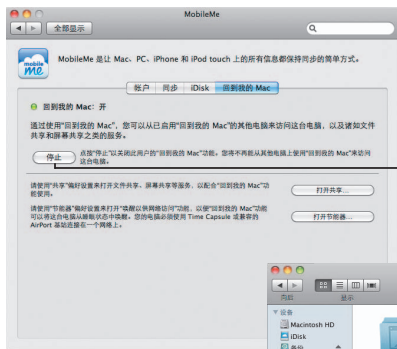 MobileMe
全部显示
mobile me
MobileMe 是让 Mac、PC、iPhone 和 iPod touch 上的所有信息都保持同步的简单方式。
帐户 同步 iDisk 回到我的 Mac
回到我的 Mac：开
通过使用“回到我的 Mac”，您可以从已启用“回到我的 Mac”的其他电脑来访问这台电脑，以及诸如文件
共享和屏幕共享之类的服务。
停止
点按“停止”以关闭此用户的“回到我的 Mac”功能。您将不再能从其他电脑上使用“回到我的 Mac”来访问
这台电脑。
请使用“共享”偏好设置来打开文件共享、屏幕共享等服务，以配合“回到我的 Mac”功
能使用。
打开共享...
请使用“节能器”偏好设置来打开“唤醒以供网络访问”功能，以便“回到我的 Mac”功能
可以将这台电脑从睡眠状态中唤醒。您的电脑必须使用 Time Capsule 或兼容的
AirPort 基站连接在一个网络上。
打开节能器...
向后 显示
设备
Macintosh HD
iDisk
备份